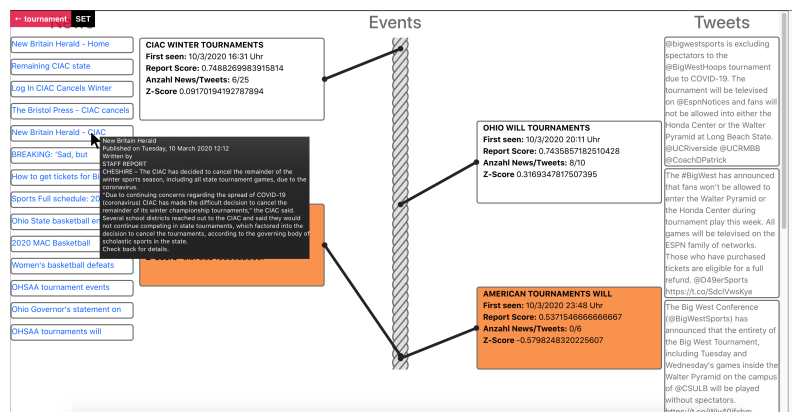 ← tournament SET
Events
Tweets
New Britain Herald - Home
Remaining CIAC state
Log In CIAC Cancels Winter
The Bristol Press - CIAC cancels
New Britain Herald - CIAC
BREAKING: 'Sad, but
How to get tickets for Bi
Sports Full schedule: 20
Ohio State basketball en
2020 MAC Basketball
Women's basketball defeats
OHSAA tournament events
Ohio Governor's statement on
OHSAA tournaments will
CIAC WINTER TOURNAMENTS
First seen: 10/3/2020 16:31 Uhr
Report Score: 0.7488269983915814
Anzahl News/Tweets: 6/25
Z-Score 0.09170194192787894
New Britain Herald
Published on Tuesday, 10 March 2020 12:12
Written by
STAFF REPORT
CHESHIRE – The CIAC has decided to cancel the remainder of the
winter sports season, including all state tournament games, due to the
coronavirus.
"Due to continuing concerns regarding the spread of COVID-19
(coronavirus) CIAC has made the difficult decision to cancel the
remainder of its winter championship tournaments," the CIAC said.
Several school districts reached out to the CIAC and said they would
not continue competing in state tournaments, which factored into the
decision to cancel the tournaments, according to the governing body of
scholastic sports in the state.
Check back for details.
OHIO WILL TOURNAMENTS
First seen: 10/3/2020 20:11 Uhr
Report Score: 0.7435857182510428
Anzahl News/Tweets: 8/10
Z-Score 0.3169347817507395
AMERICAN TOURNAMENTS WILL
First seen: 10/3/2020 23:48 Uhr
Report Score: 0.5371546666666667
Anzahl News/Tweets: 0/6
Z-Score -0.5798248320225607
@bigwestsports is excluding
spectators to the
@BigWestHoops tournament
due to COVID-19. The
tournament will be televised
on @EspnNotices and fans will
not be allowed into either the
Honda Center or the Walter
Pyramid at Long Beach State.
@UCRiverside @UCRMBB
@CoachDPatrick
The #BigWest has announced
that fans won't be allowed to
enter the Walter Pyramid or
the Honda Center during
tournament play this week. All
games will be televised on the
ESPN family of networks.
Those who have purchased
tickets are eligible for a full
refund. @D49erSports
https://t.co/SdclVwsKye
The Big West Conference
(@BigWestSports) has
announced that the entirety of
the Big West Tournament,
including Tuesday and
Wednesday's games inside the
Walter Pyramid on the campus
of @CSULB will be played
without spectators.